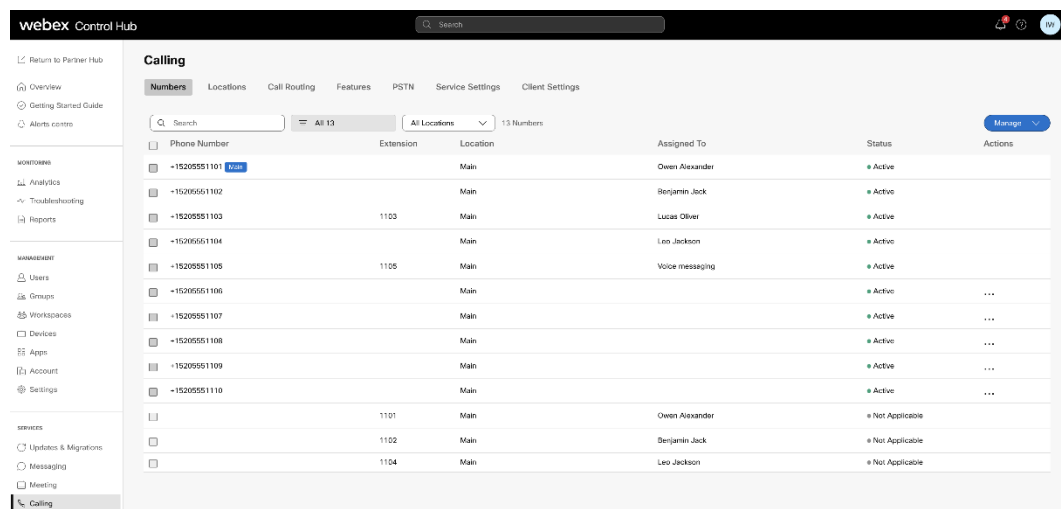 webex Control Hub
Search
4
IW
Return to Partner Hub
Overview
Getting Started Guide
Alerts centre
MONITORING
Analytics
Troubleshooting
Reports
MANAGEMENT
Users
Groups
Workspaces
Devices
Apps
Account
Settings
SERVICES
Updates & Migrations
Messaging
Meeting
Calling
Calling
Numbers Locations Call Routing Features PSTN Service Settings Client Settings
Search All 13 All Locations 13 Numbers Manage
Phone Number Extension Location Assigned To Status Actions
+15205551101 Main Main Owen Alexander Active
+15205551102 Main Benjamin Jack Active
+15205551103 1103 Main Lucas Oliver Active
+15205551104 Main Leo Jackson Active
+15205551105 1105 Main Voice messaging Active
+15205551106 Main Active ...
+15205551107 Main Active ...
+15205551108 Main Active ...
+15205551109 Main Active ...
+15205551110 Main Active ...
1101 Main Owen Alexander Not Applicable
1102 Main Benjamin Jack Not Applicable
1104 Main Leo Jackson Not Applicable